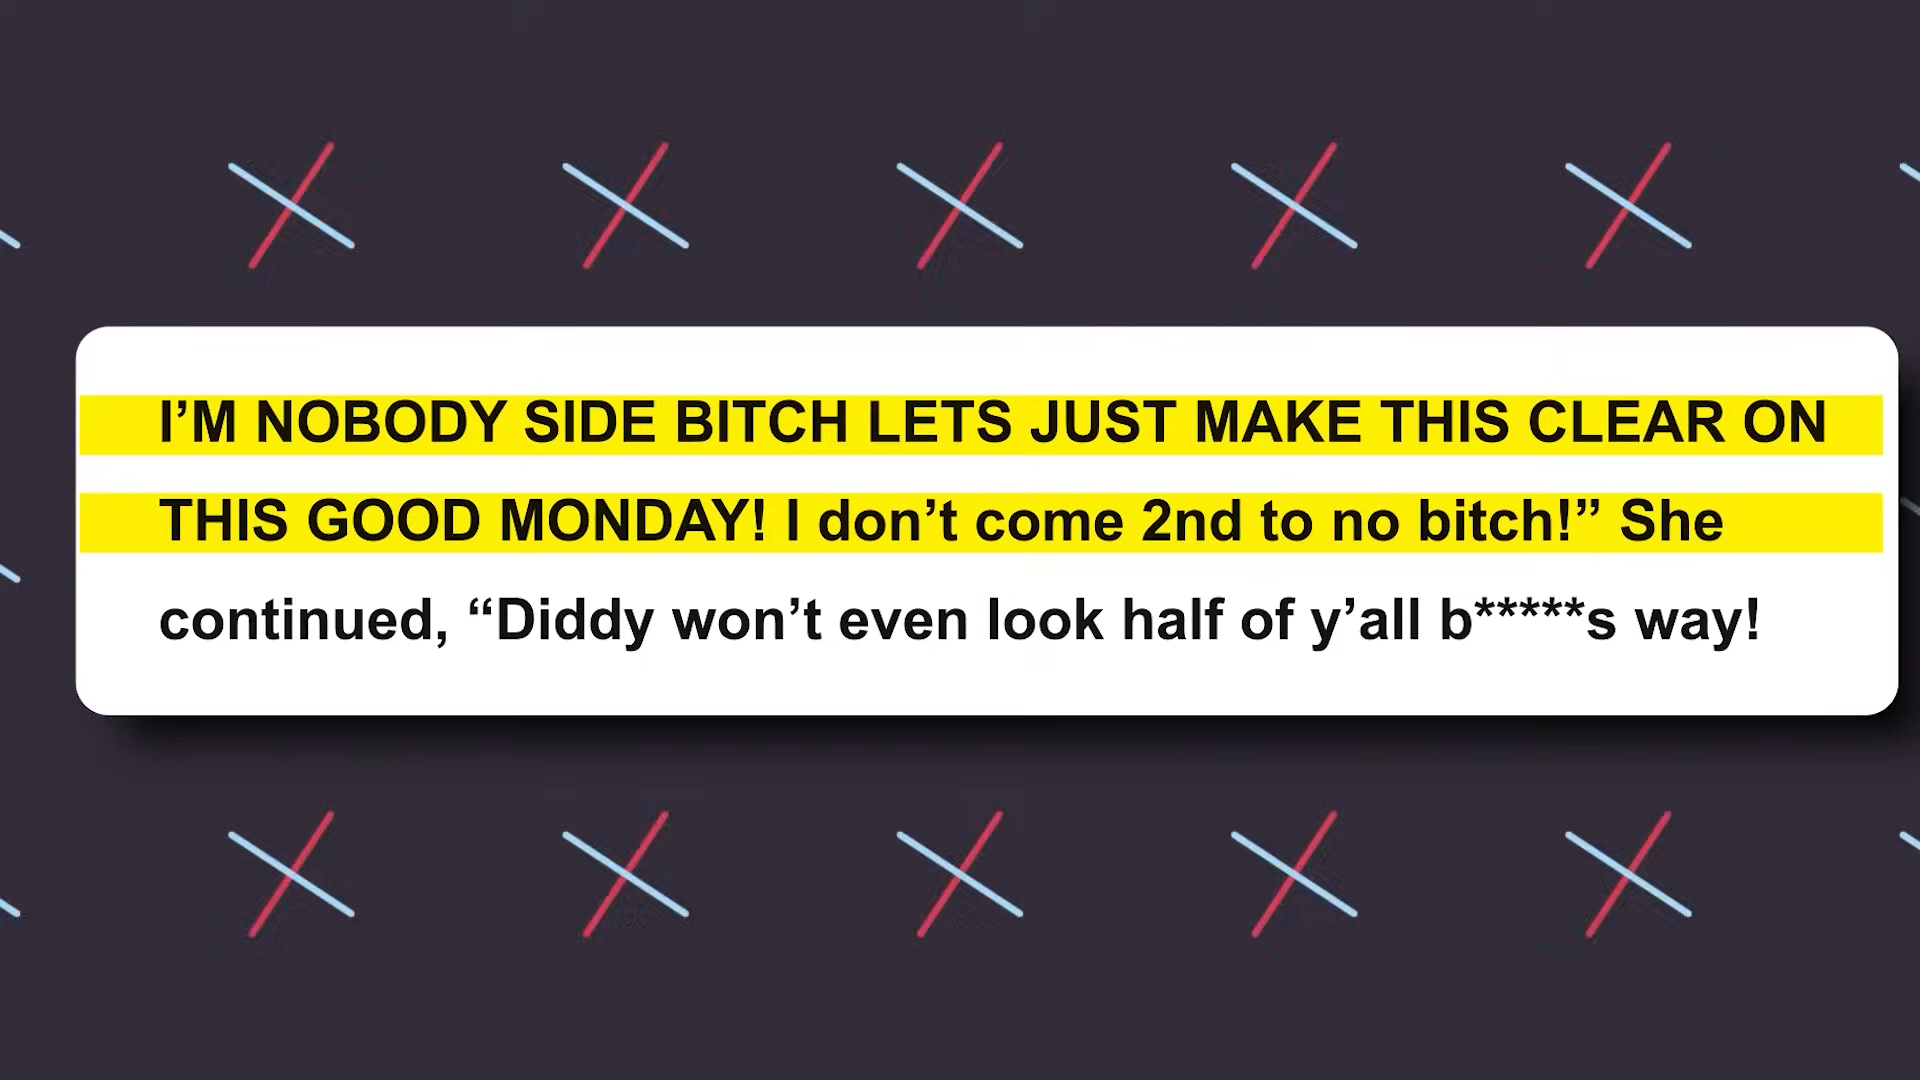 I’M NOBODY SIDE BITCH LETS JUST MAKE THIS CLEAR ON
THIS GOOD MONDAY! I don’t come 2nd to no bitch!” She
continued, “Diddy won’t even look half of y’all b*****s way!